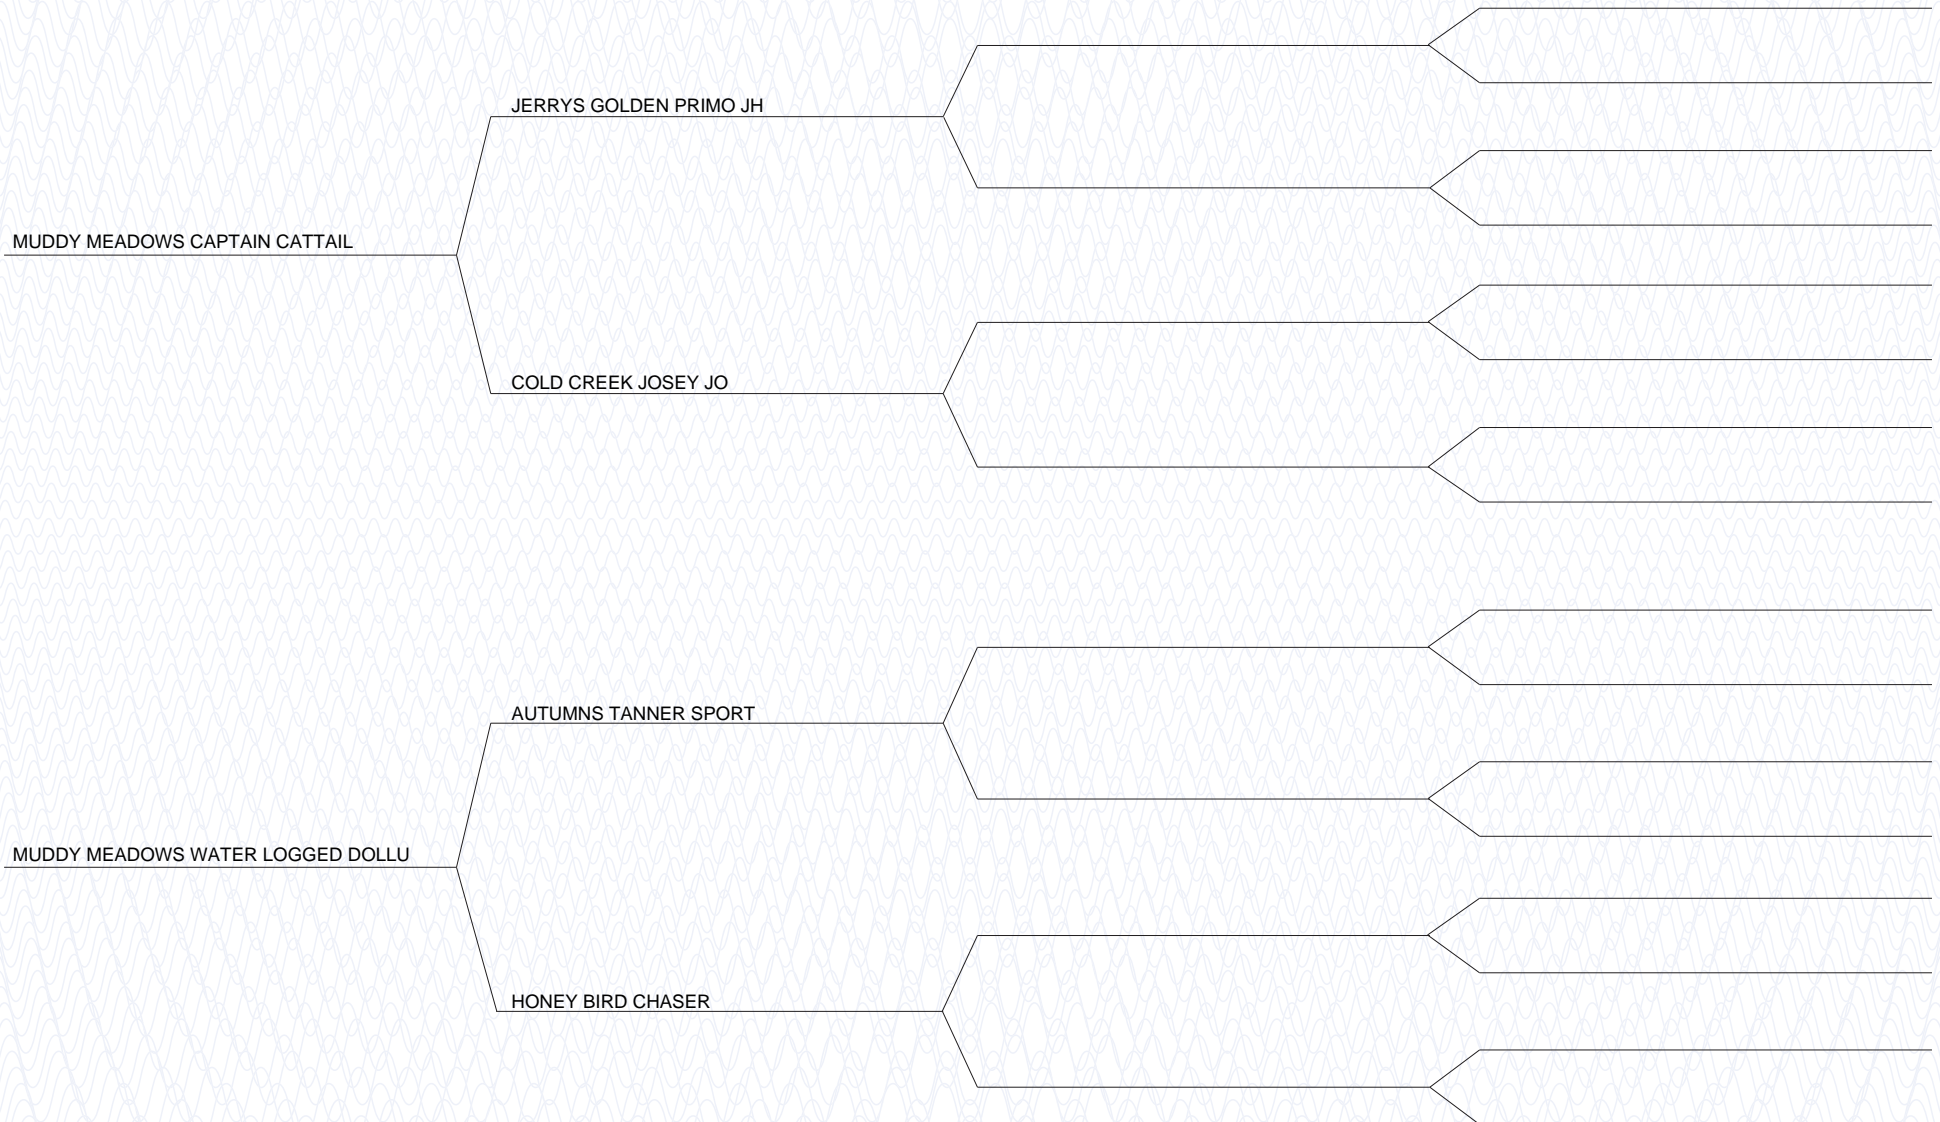 JERRYS GOLDEN PRIMO JH
MUDDY MEADOWS CAPTAIN CATTAIL
COLD CREEK JOSEY JO
AUTUMNS TANNER SPORT
MUDDY MEADOWS WATER LOGGED DOLLU
HONEY BIRD CHASER